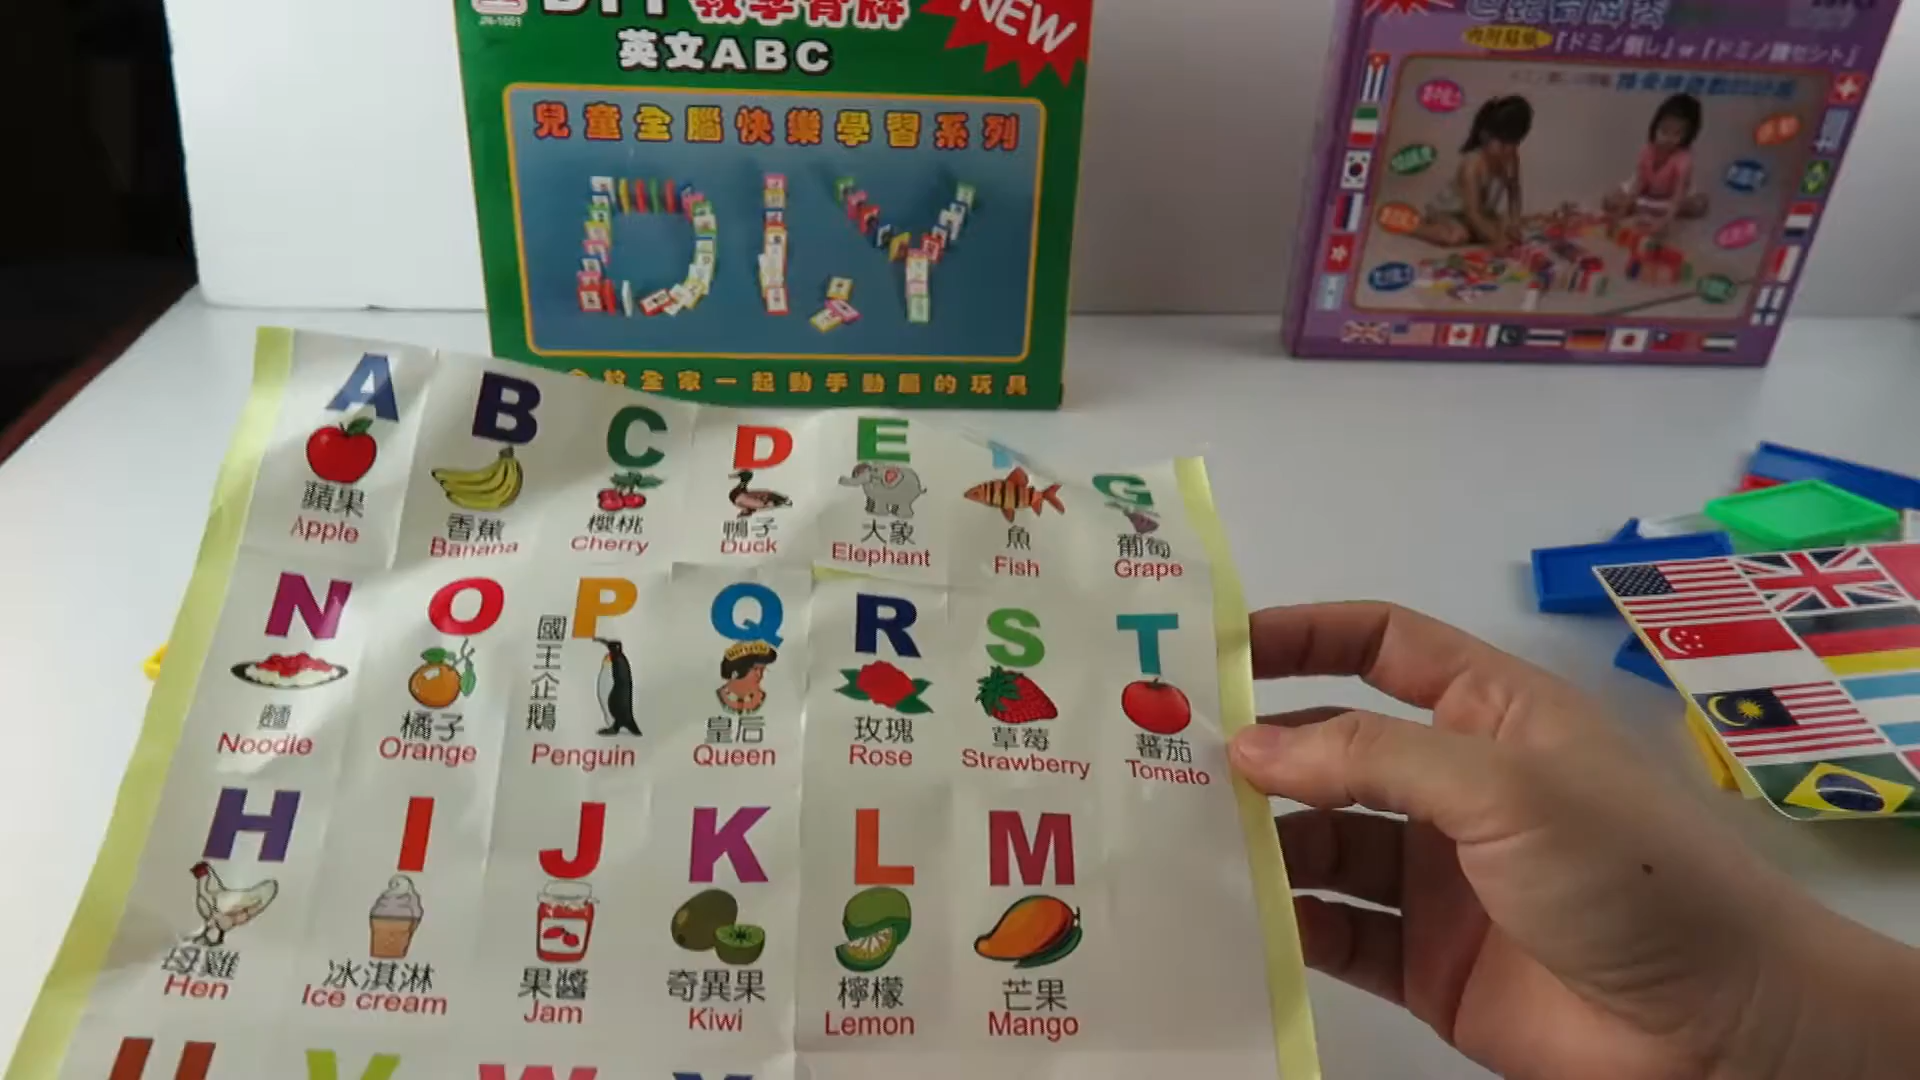 JN-1001
DIY 教學骨牌
NEW
英文ABC
兒童全腦快樂學習系列
全家一起動手動腦的玩具
『ドミノ倒し』or『ドミノ牌セット』
A
蘋果
Apple
B
香蕉
Banana
C
櫻桃
Cherry
D
鴨子
Duck
E
大象
Elephant
魚
Fish
G
葡萄
Grape
N
麵
Noodle
O
橘子
Orange
P
國王企鵝
Penguin
Q
皇后
Queen
R
玫瑰
Rose
S
草莓
Strawberry
T
蕃茄
Tomato
H
母雞
Hen
I
冰淇淋
Ice cream
J
果醬
Jam
K
奇異果
Kiwi
L
檸檬
Lemon
M
芒果
Mango